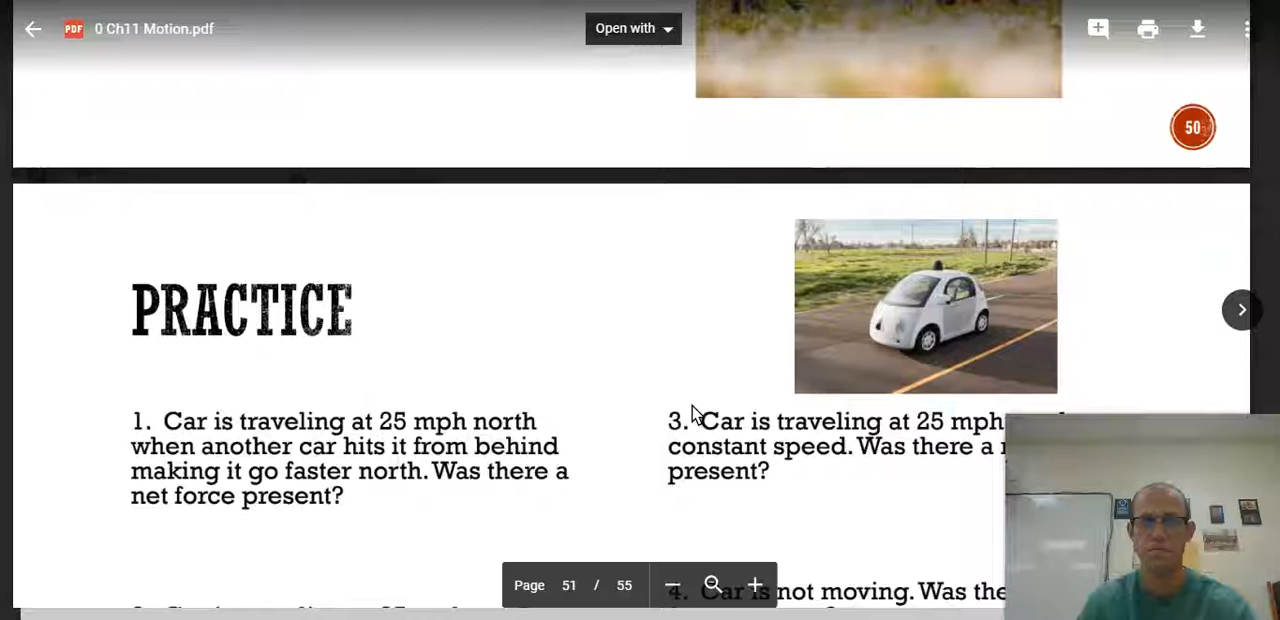 PDF 0 Ch11 Motion.pdf
Open with
50
PRACTICE
1. Car is traveling at 25 mph north
when another car hits it from behind
making it go faster north. Was there a
net force present?
3. Car is traveling at 25 mph
constant speed. Was there a
present?
4. Car is not moving. Was the
Page 51 / 55